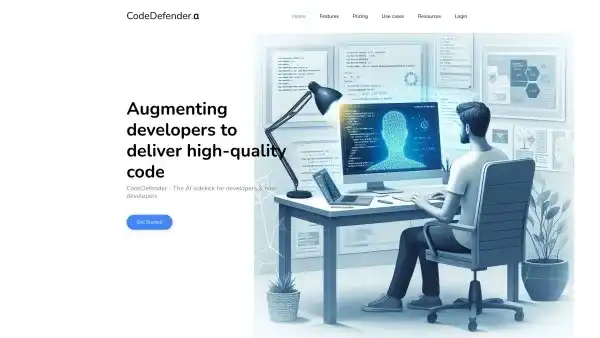 CodeDefender.α
Home Features Pricing Use cases Resources Login
Augmenting
developers to
deliver high-quality
code
CodeDefender - The AI sidekick for developers & non-
developers
Get Started